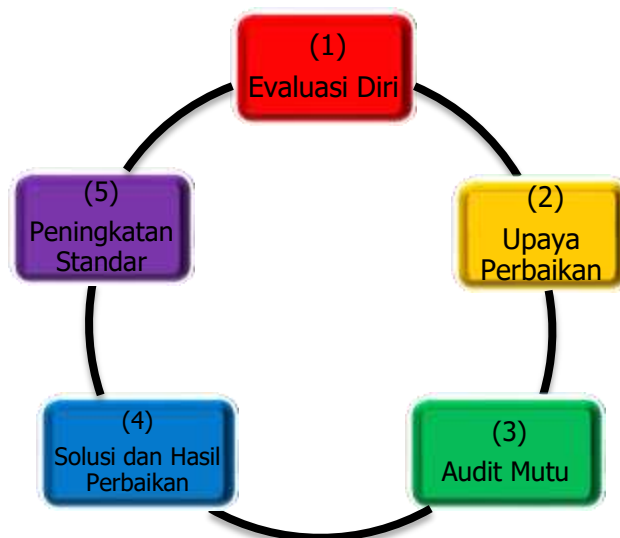 (1)
Evaluasi Diri
(2)
Upaya
Perbaikan
(3)
Audit Mutu
(4)
Solusi dan Hasil
Perbaikan
(5)
Peningkatan
Standar